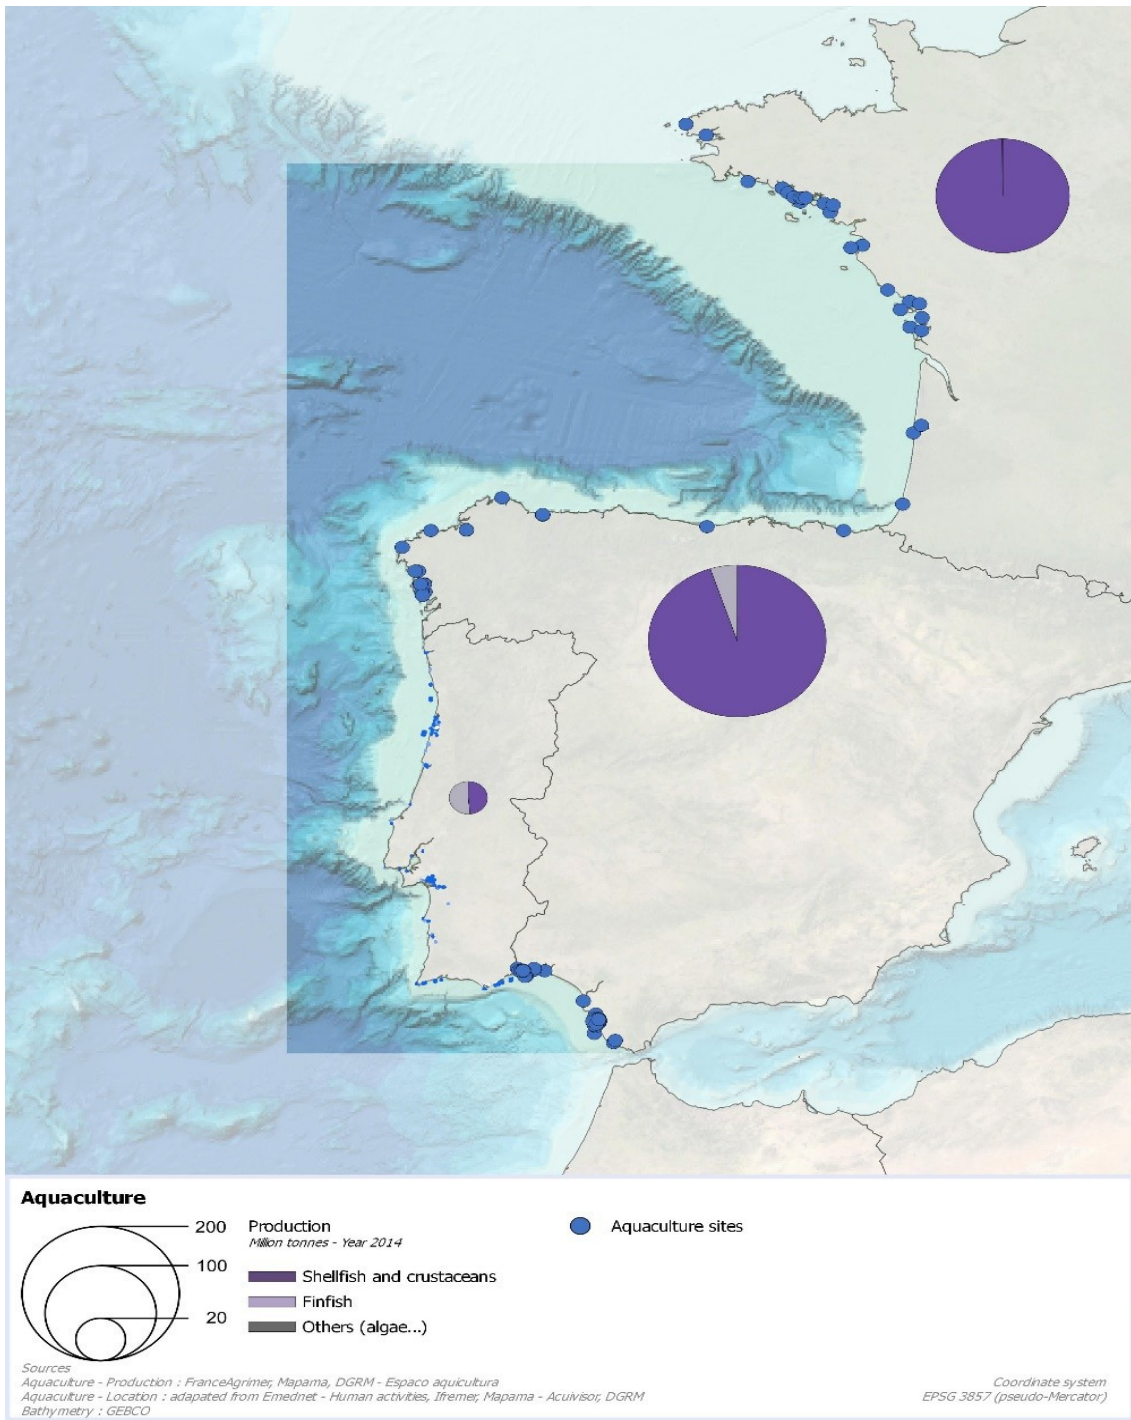 Aquaculture
200
100
20
Production
Million tonnes - Year 2014
Shellfish and crustaceans
Finfish
Others (algae...)
Aquaculture sites
Sources
Aquaculture - Production : FranceAgrimer, Mapama, DGRM - Espaco aquicultura
Aquaculture - Location : adapated from Emednet - Human activities, Ifremer, Mapama - Acuivisor, DGRM
Bathymetry : GEBCO
Coordinate system
EPSG 3857 (pseudo-Mercator)